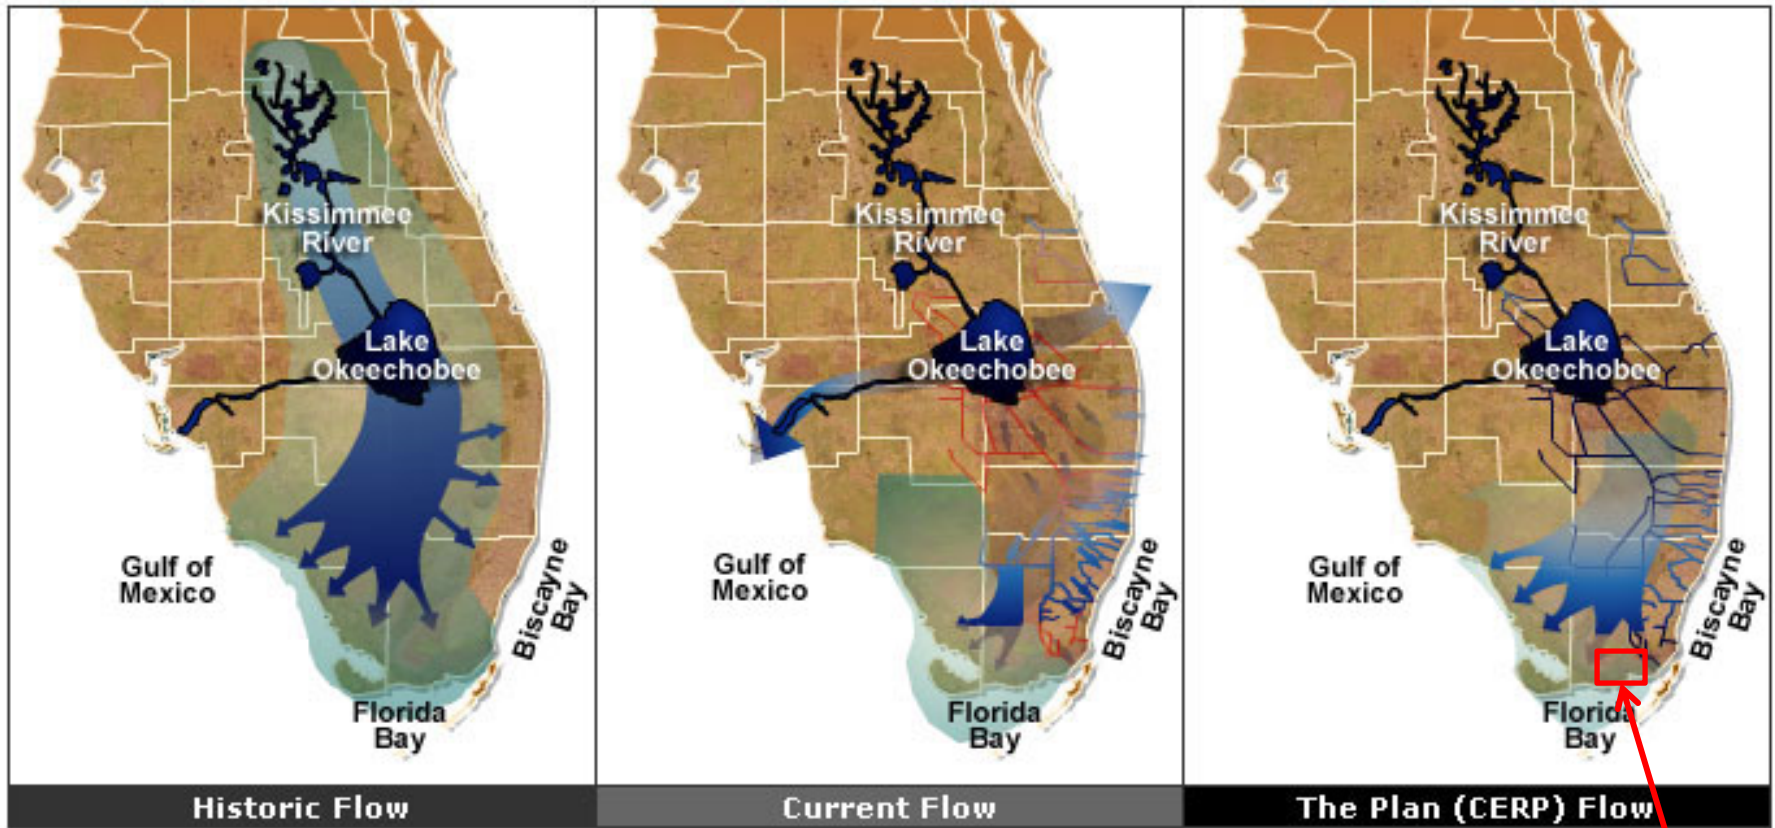 Kissimmee
River
Lake
Okeechobee
Gulf of
Mexico
Biscayne
Bay
Florida
Bay
Historic Flow
Kissimmee
River
Lake
Okeechobee
Gulf of
Mexico
Biscayne
Bay
Florida
Bay
Current Flow
Kissimmee
River
Lake
Okeechobee
Gulf of
Mexico
Biscayne
Bay
Florida
Bay
The Plan (CERP) Flow